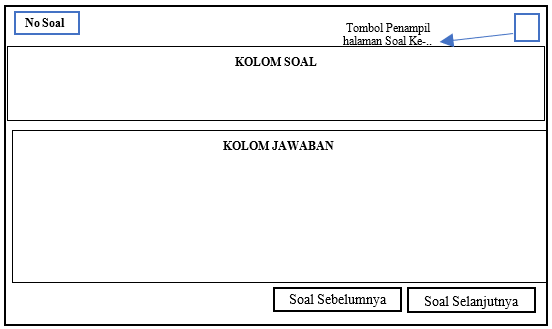 No Soal
Tombol Penampil
halaman Soal Ke-..
KOLOM SOAL
KOLOM JAWABAN
Soal Sebelumnya
Soal Selanjutnya